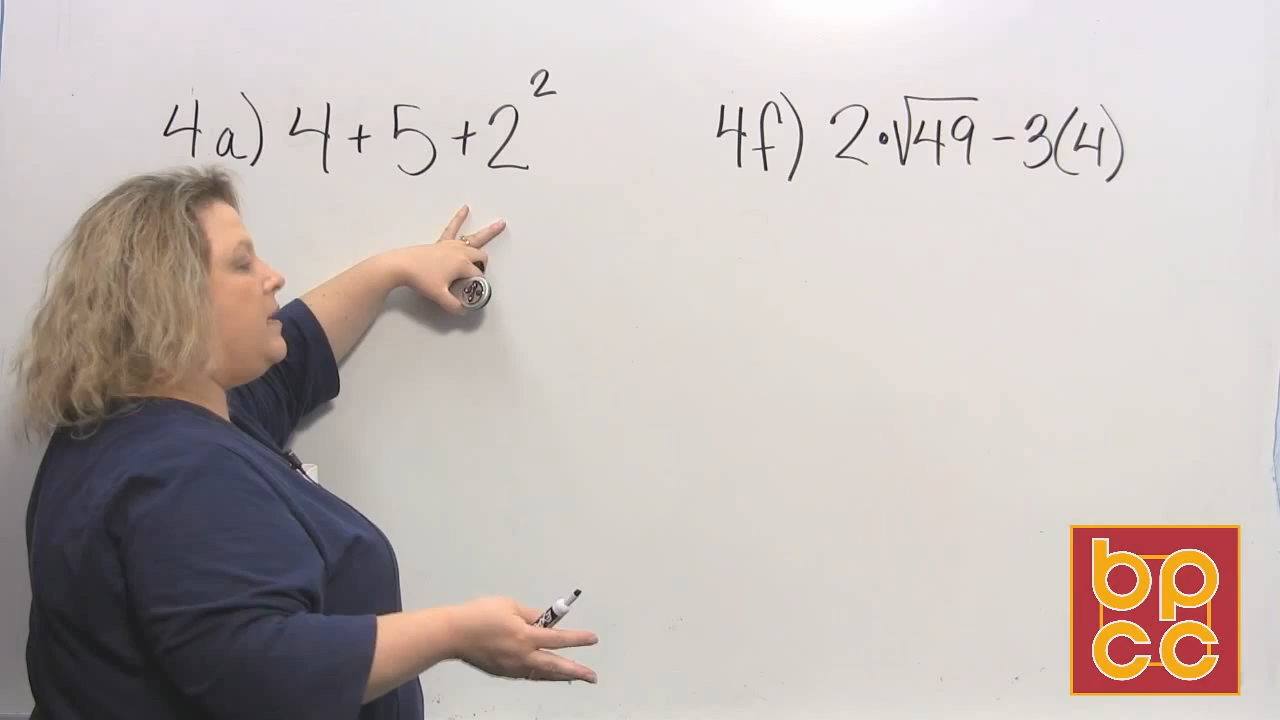 4a) 4 + 5 + 2²
4f) 2·√49 - 3(4)
bp
cc